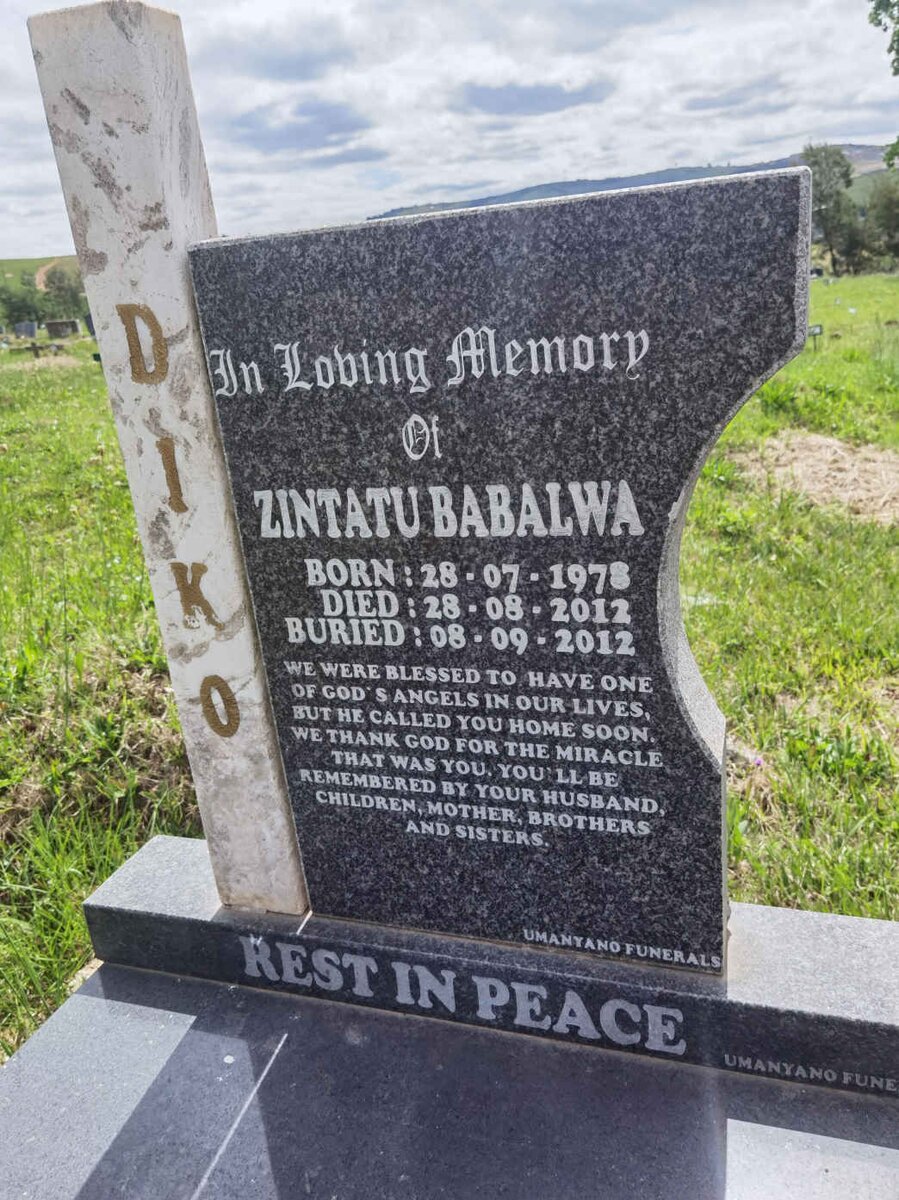 DIKO
In Loving Memory
Of
ZINTATU BABALWA
BORN : 28 - 07 - 1978
DIED : 28 - 08 - 2012
BURIED : 08 - 09 - 2012
WE WERE BLESSED TO HAVE ONE
OF GOD'S ANGELS IN OUR LIVES,
BUT HE CALLED YOU HOME SOON.
WE THANK GOD FOR THE MIRACLE
THAT WAS YOU. YOU'LL BE
REMEMBERED BY YOUR HUSBAND,
CHILDREN, MOTHER, BROTHERS
AND SISTERS.
UMANYANO FUNERALS
REST IN PEACE
UMANYANO FUNE